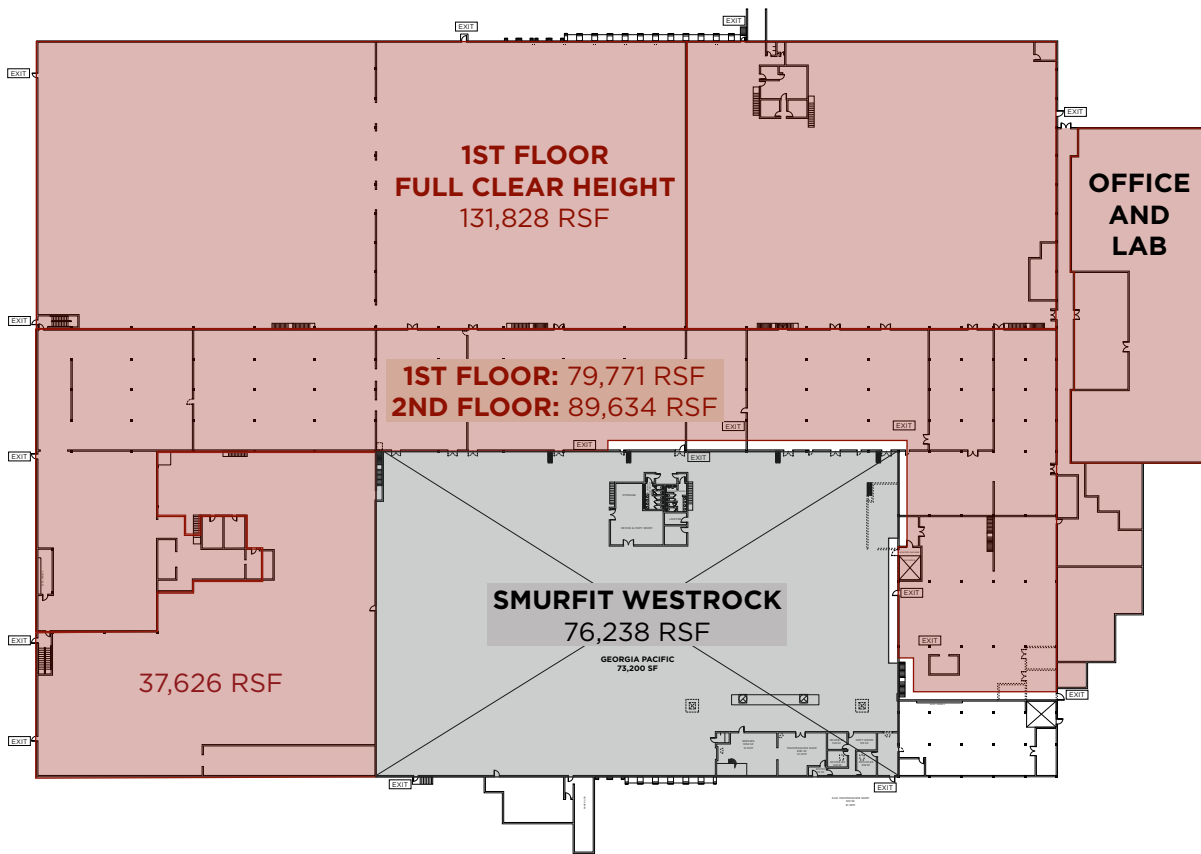 EXIT
EXIT
EXIT
EXIT
1ST FLOOR
FULL CLEAR HEIGHT
131,828 RSF
OFFICE
AND
LAB
EXIT
1ST FLOOR: 79,771 RSF
2ND FLOOR: 89,634 RSF
EXIT
EXIT
EXIT
EXIT
EXIT
SMURFIT WESTROCK
76,238 RSF
GEORGIA PACIFIC
73,200 SF
EXIT
EXIT
EXIT
37,626 RSF
EXIT
EXIT
EXIT
EXIT